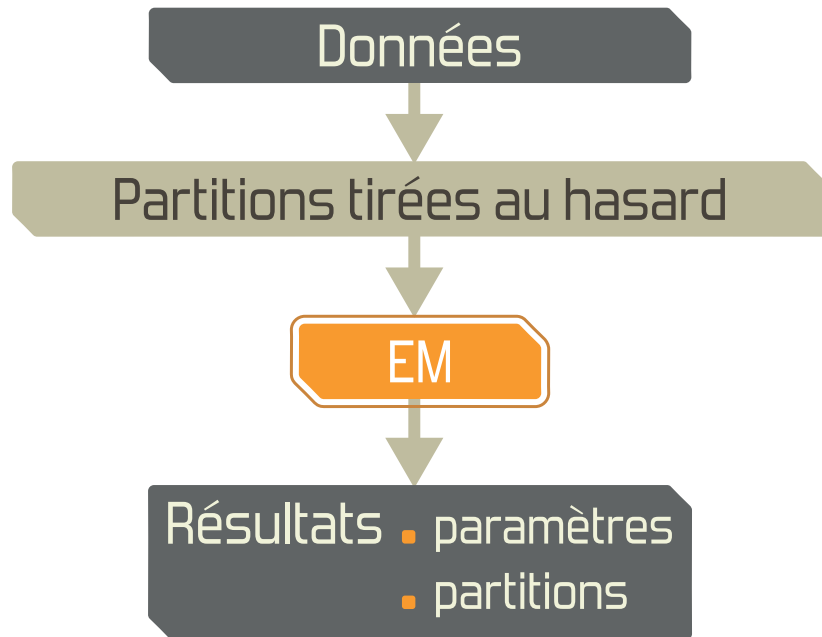 Données
Partitions tirées au hasard
EM
Résultats . paramètres
. partitions